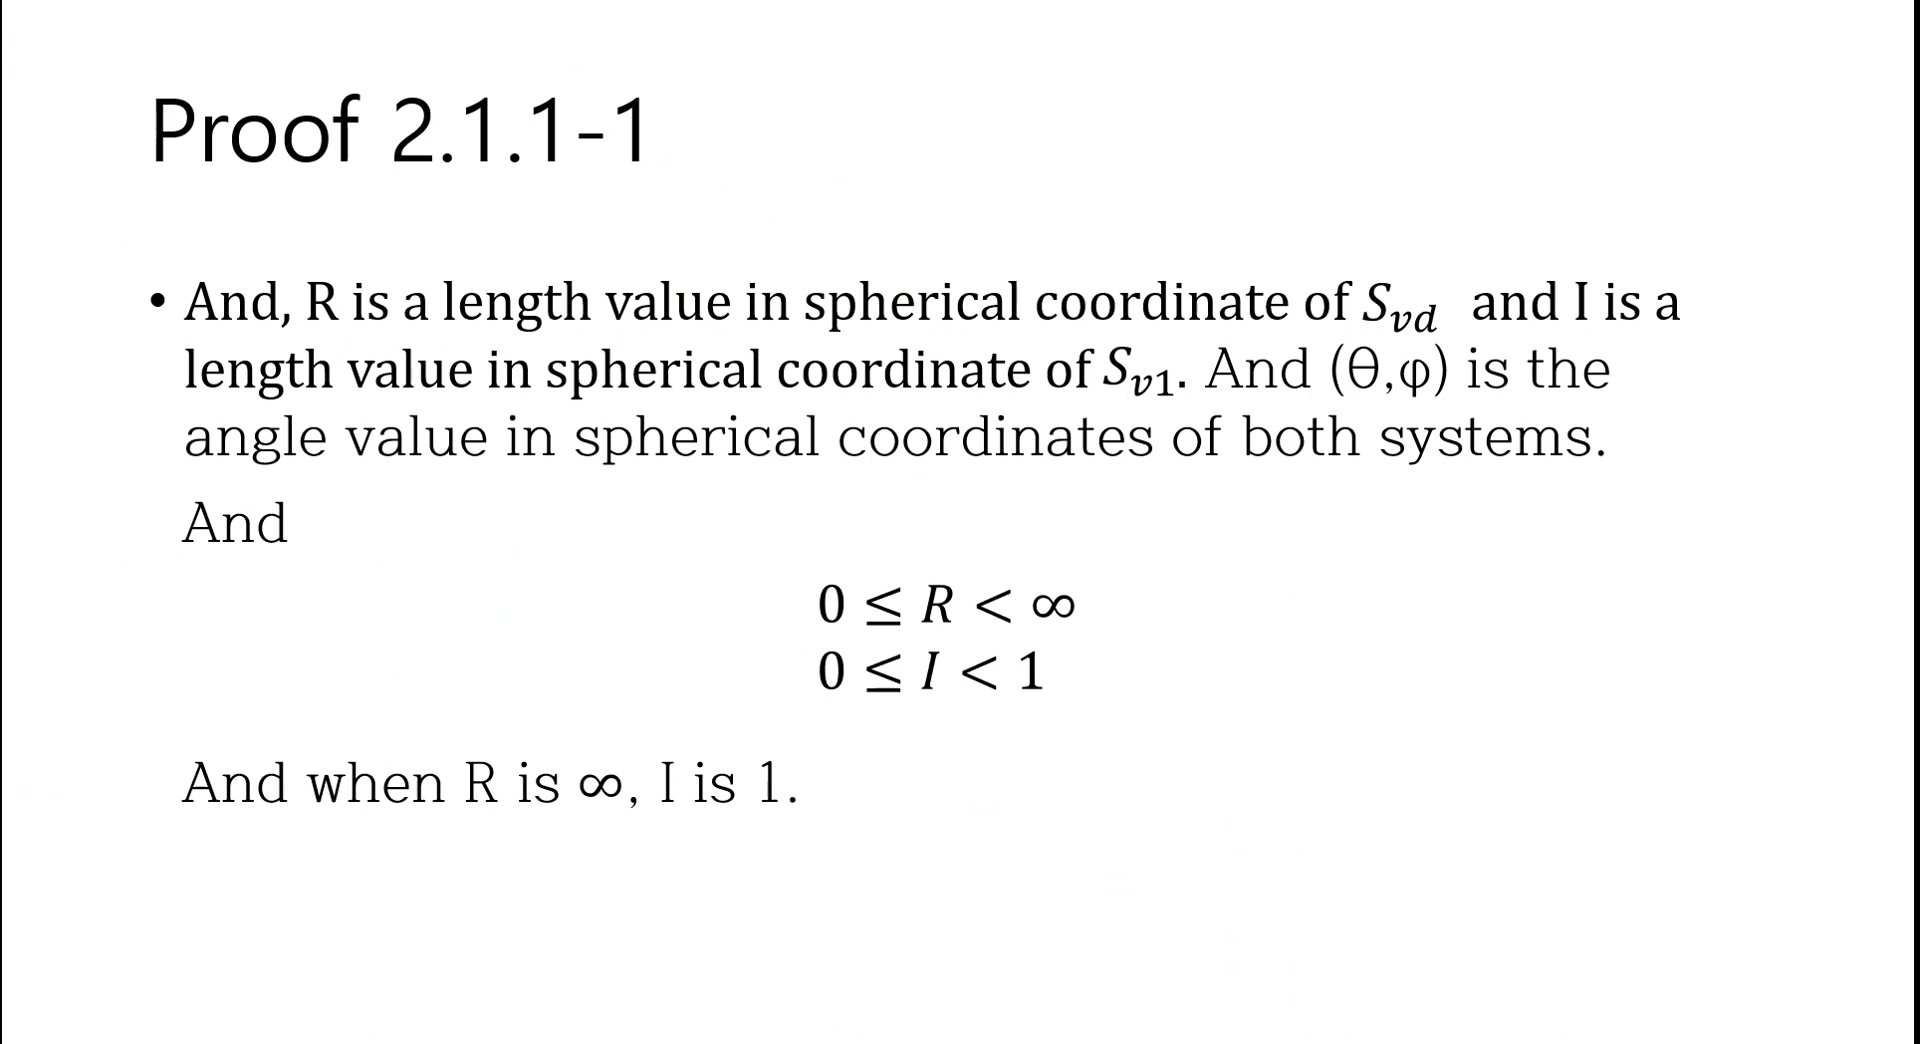 Proof 2.1.1-1
• And, R is a length value in spherical coordinate of S_vd and I is a
length value in spherical coordinate of S_v1. And (θ,φ) is the
angle value in spherical coordinates of both systems.
And
0 ≤ R < ∞
0 ≤ I < 1
And when R is ∞, I is 1.